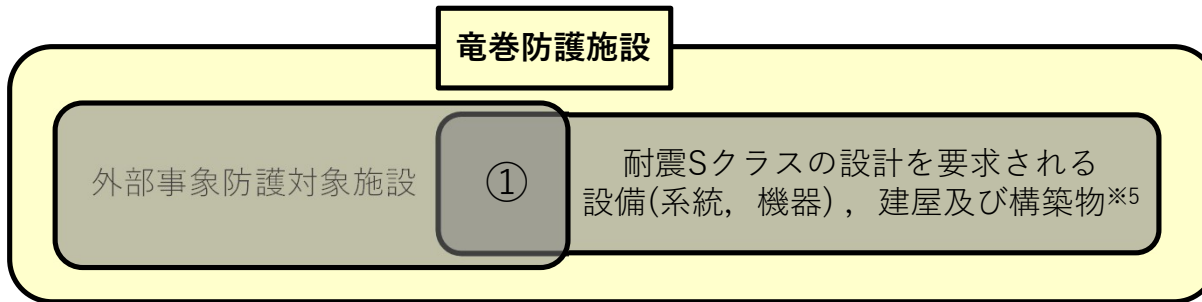 竜巻防護施設
外部事象防護対象施設
①
耐震Sクラスの設計を要求される
設備(系統，機器)，建屋及び構築物※5